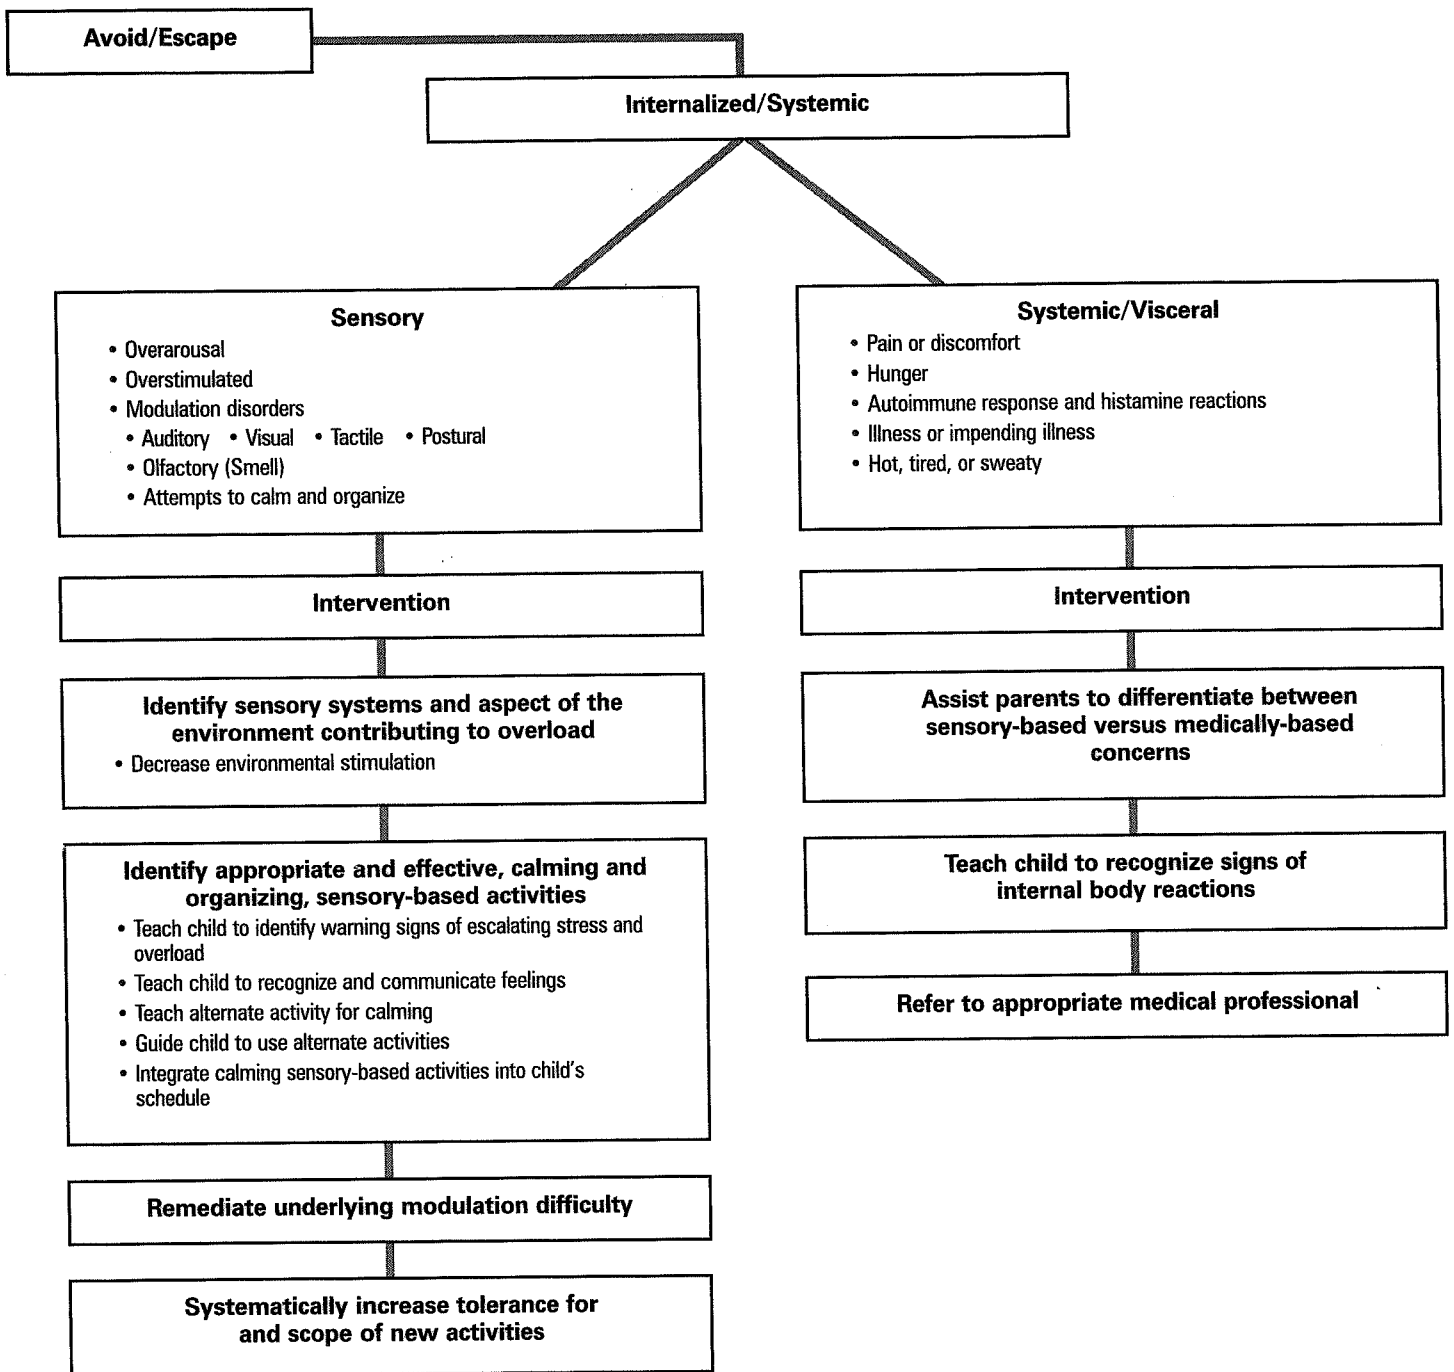 Avoid/Escape
Internalized/Systemic
Sensory
• Overarousal
• Overstimulated
• Modulation disorders
• Auditory • Visual • Tactile • Postural
• Olfactory (Smell)
• Attempts to calm and organize
Intervention
Identify sensory systems and aspect of the
environment contributing to overload
• Decrease environmental stimulation
Identify appropriate and effective, calming and
organizing, sensory-based activities
• Teach child to identify warning signs of escalating stress and
overload
• Teach child to recognize and communicate feelings
• Teach alternate activity for calming
• Guide child to use alternate activities
• Integrate calming sensory-based activities into child's
schedule
Remediate underlying modulation difficulty
Systematically increase tolerance for
and scope of new activities
Systemic/Visceral
• Pain or discomfort
• Hunger
• Autoimmune response and histamine reactions
• Illness or impending illness
• Hot, tired, or sweaty
Intervention
Assist parents to differentiate between
sensory-based versus medically-based
concerns
Teach child to recognize signs of
internal body reactions
Refer to appropriate medical professional